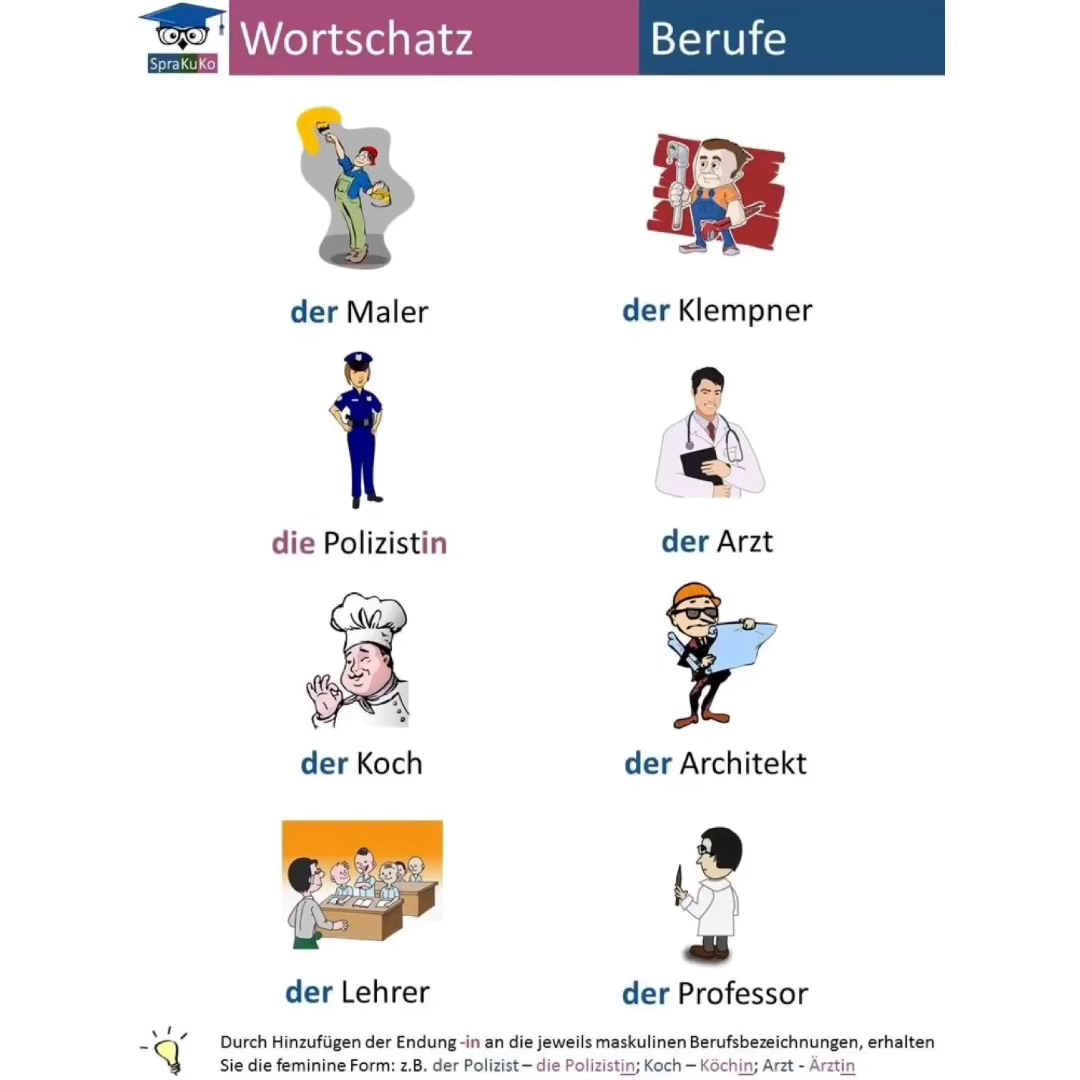 SpraKuKo
Wortschatz
Berufe
der Maler
der Klempner
die Polizistin
der Arzt
der Koch
der Architekt
der Lehrer
der Professor
Durch Hinzufügen der Endung -in an die jeweils maskulinen Berufsbezeichnungen, erhalten
Sie die feminine Form: z.B. der Polizist – die Polizistin; Koch – Köchin; Arzt - Ärztin